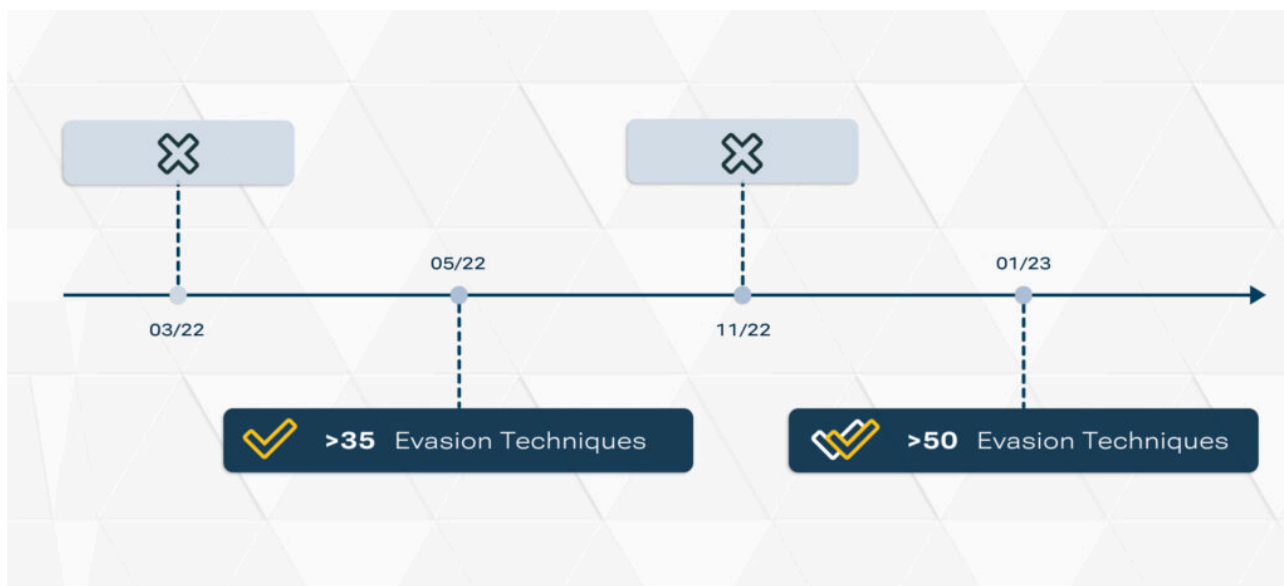 05/22
01/23
03/22
11/22
>35 Evasion Techniques
>50 Evasion Techniques